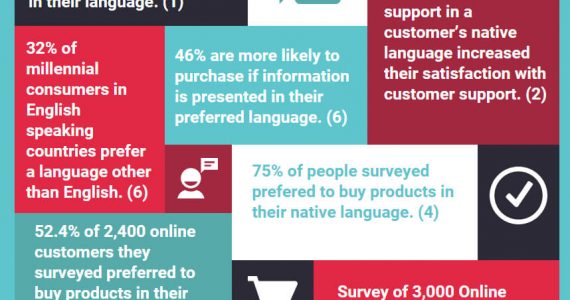 in their language. (1)
support in a
customer's native
language increased
their satisfaction with
customer support. (2)
32% of
millennial
consumers in
English
speaking
countries prefer
a language other
than English. (6)
46% are more likely to
purchase if information
is presented in their
preferred language. (6)
75% of people surveyed
prefered to buy products in
their native language. (4)
52.4% of 2,400 online
customers they
surveyed preferred to
buy products in their
Survey of 3,000 Online